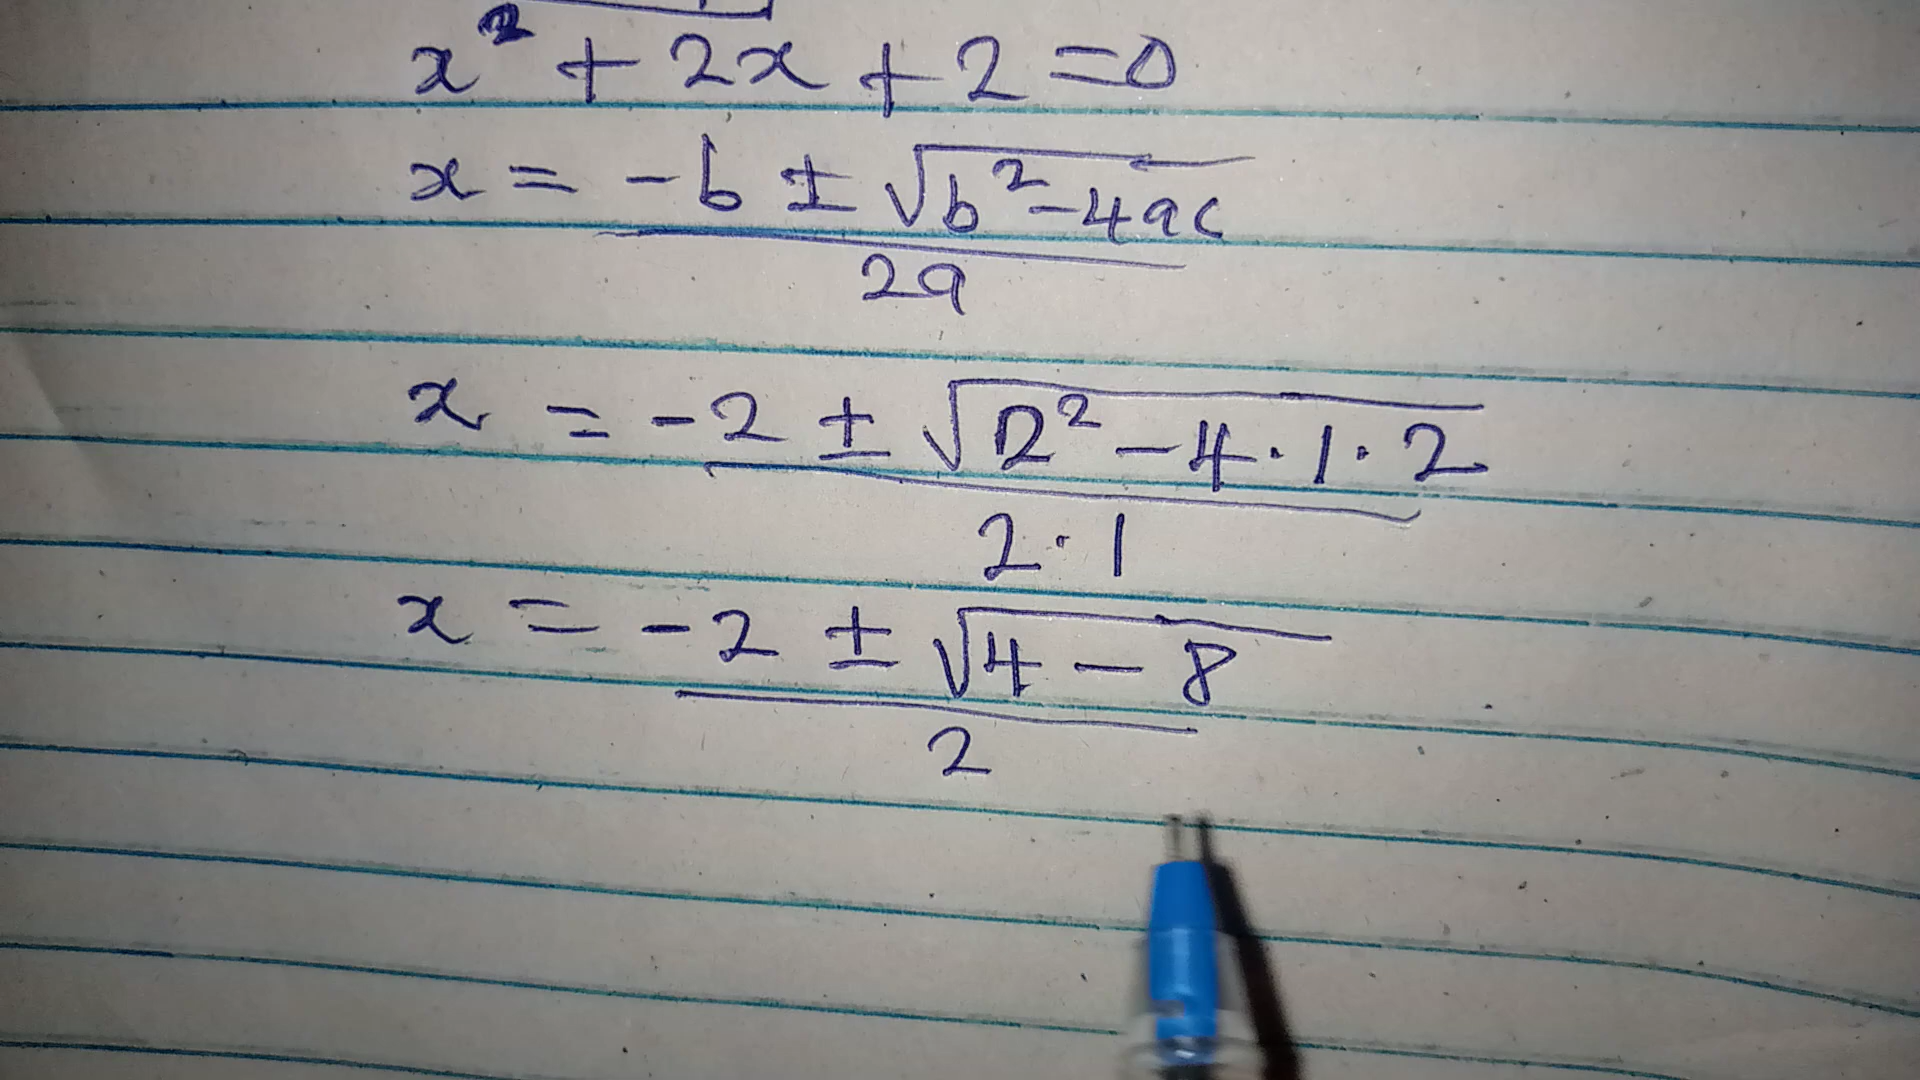 x² + 2x + 2 = 0
x = -b ± √b² - 4ac
2a
x = -2 ± √2² - 4 · 1 · 2
2 · 1
x = -2 ± √4 - 8
2